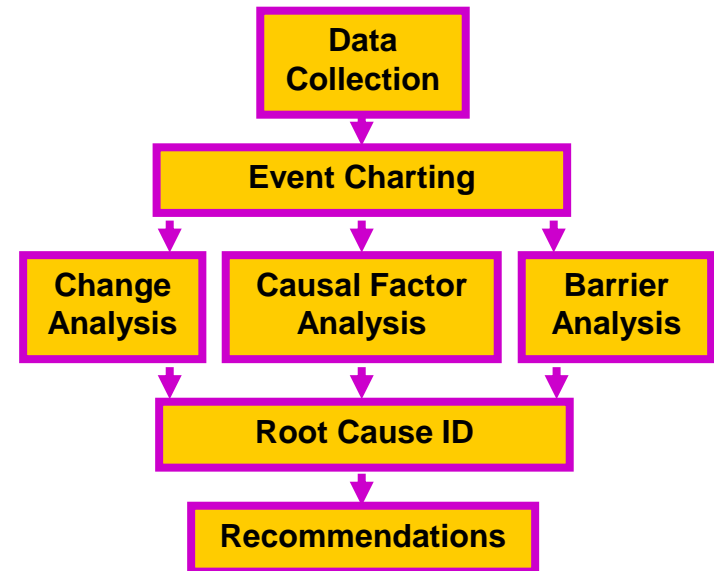 Data
Collection
Event Charting
Change
Analysis
Causal Factor
Analysis
Barrier
Analysis
Root Cause ID
Recommendations